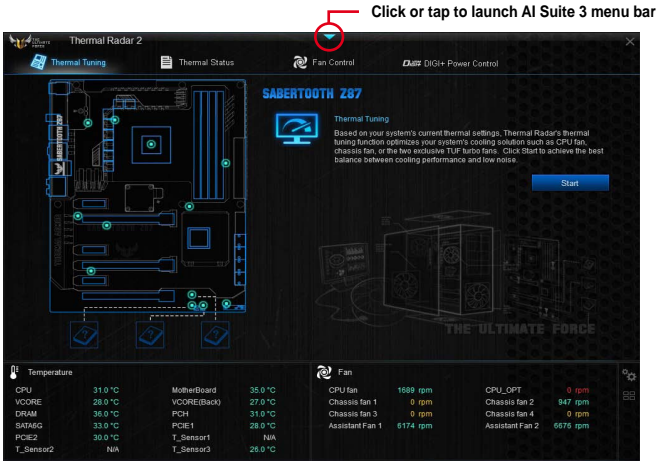 Click or tap to launch AI Suite 3 menu bar
THE ULTIMATE FORCE
Thermal Radar 2
Thermal Tuning
Thermal Status
Fan Control
DIGI+ Power Control
SABERTOOTH Z87
Thermal Tuning
Based on your system's current thermal settings, Thermal Radar's thermal
tuning function optimizes your system's cooling solution such as CPU fan,
chassis fan, or the two exclusive TUF turbo fans. Click Start to achieve the best
balance between cooling performance and low noise.
Start
SABERTOOTH Z87
SABERTOOTH Z87
THE ULTIMATE FORCE
Temperature
CPU 31.0 °C MotherBoard 35.0 °C
VCORE 28.0 °C VCORE(Back) 27.0 °C
DRAM 36.0 °C PCH 31.0 °C
SATA6G 33.0 °C PCIE1 28.0 °C
PCIE2 30.0 °C T_Sensor1 N/A
T_Sensor2 N/A T_Sensor3 26.0 °C
Fan
CPU fan 1689 rpm CPU_OPT 0 rpm
Chassis fan 1 0 rpm Chassis fan 2 947 rpm
Chassis fan 3 0 rpm Chassis fan 4 0 rpm
Assistant Fan 1 6174 rpm Assistant Fan 2 6676 rpm